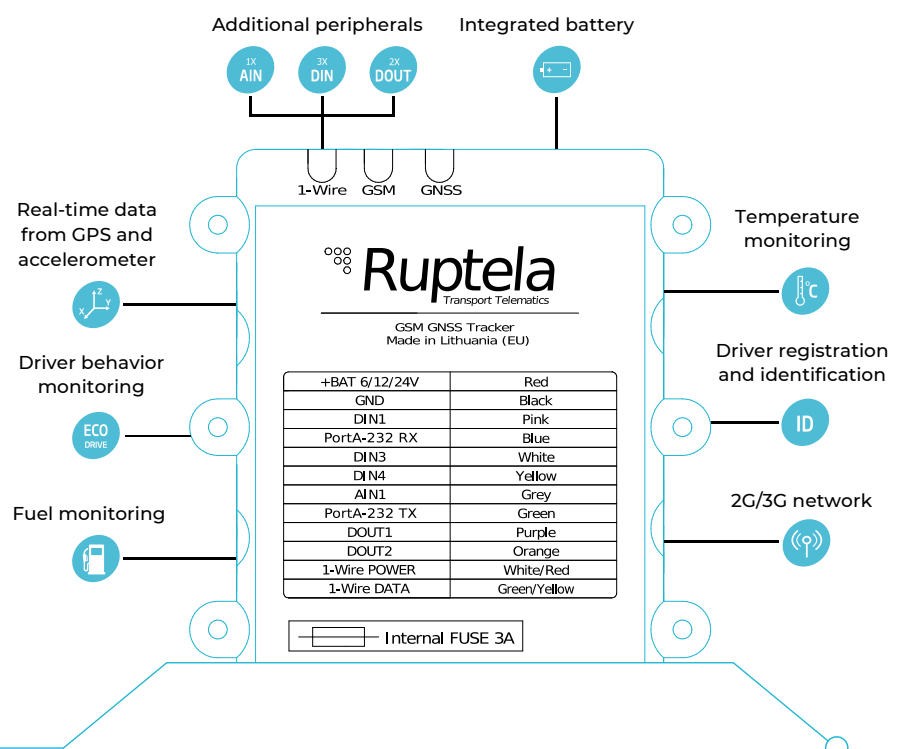 Additional peripherals
Integrated battery
1X
AIN
3X
DIN
2X
DOUT
+ -
1-Wire GSM GNSS
Real-time data
from GPS and
accelerometer
Z
X Y
Driver behavior
monitoring
ECO
DRIVE
Fuel monitoring
Ruptela
Transport Telematics
GSM GNSS Tracker
Made in Lithuania (EU)
+BAT 6/12/24V Red
GND Black
DIN1 Pink
PortA-232 RX Blue
DIN3 White
DIN4 Yellow
AIN1 Grey
PortA-232 TX Green
DOUT1 Purple
DOUT2 Orange
1-Wire POWER White/Red
1-Wire DATA Green/Yellow
Internal FUSE 3A
Temperature
monitoring
°C
Driver registration
and identification
ID
2G/3G network